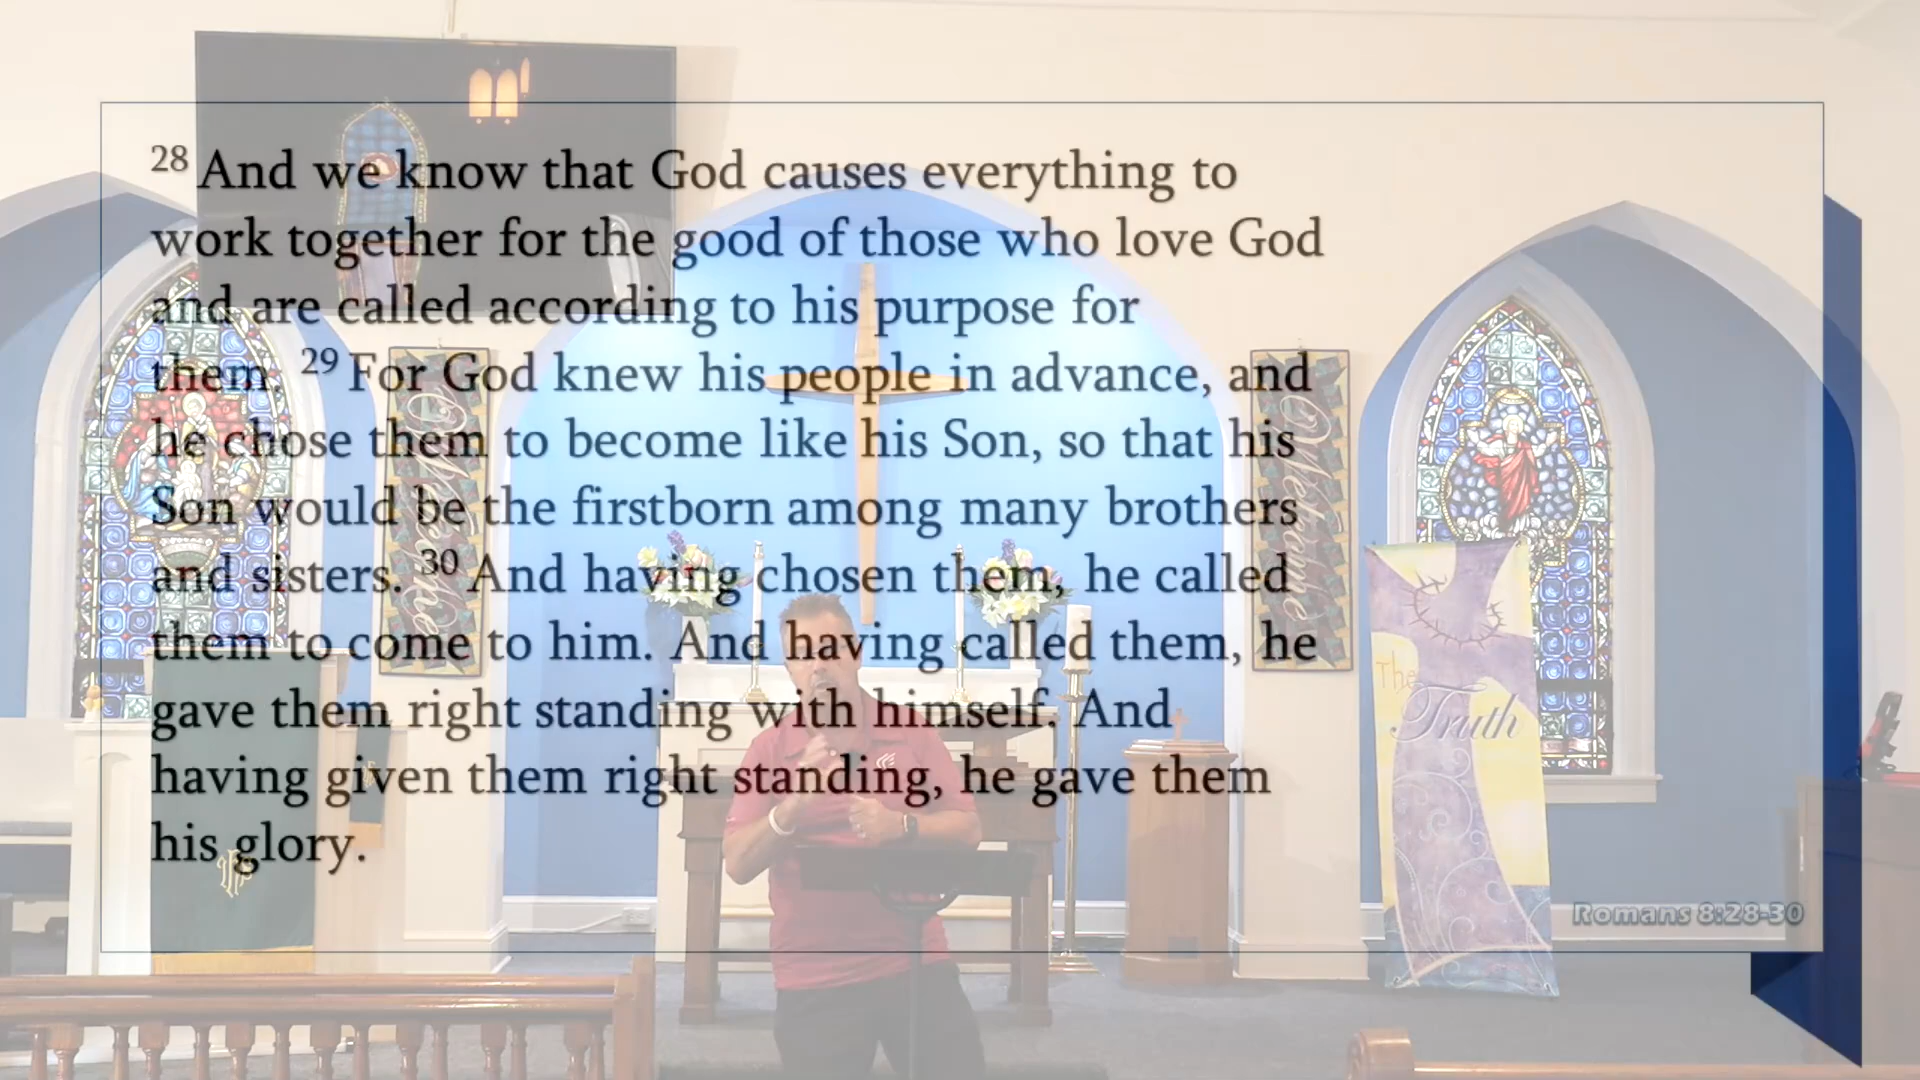 28 And we know that God causes everything to
work together for the good of those who love God
and are called according to his purpose for
them. 29 For God knew his people in advance, and
he chose them to become like his Son, so that his
Son would be the firstborn among many brothers
and sisters. 30 And having chosen them, he called
them to come to him. And having called them, he
gave them right standing with himself. And
having given them right standing, he gave them
his glory.
Romans 8:28-30
Welcome
Welcome
The
Truth